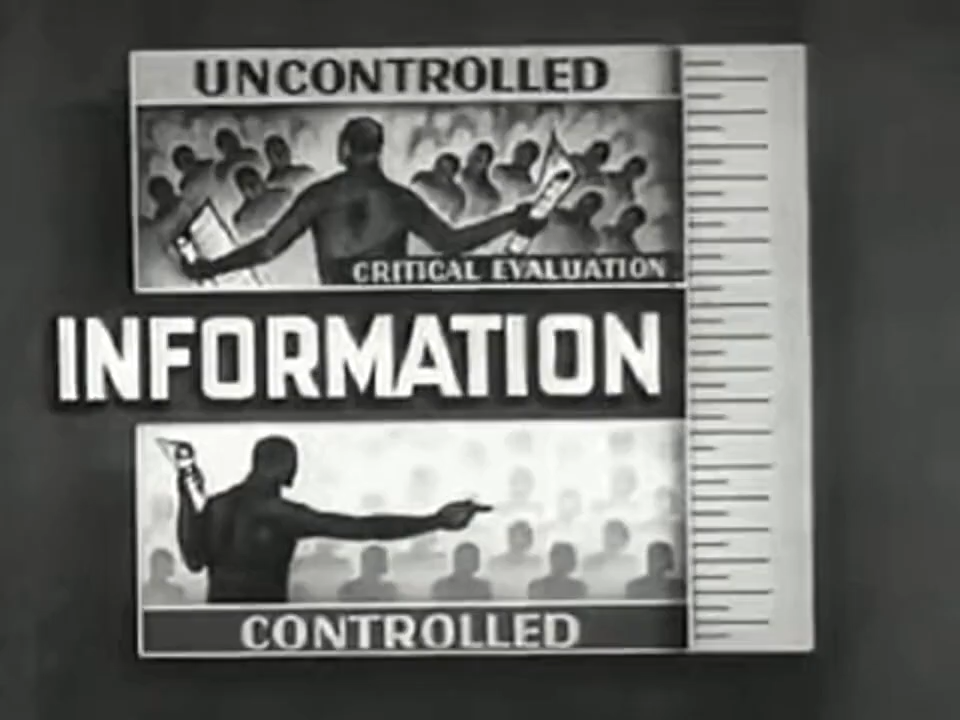 UNCONTROLLED
CRITICAL EVALUATION
INFORMATION
CONTROLLED